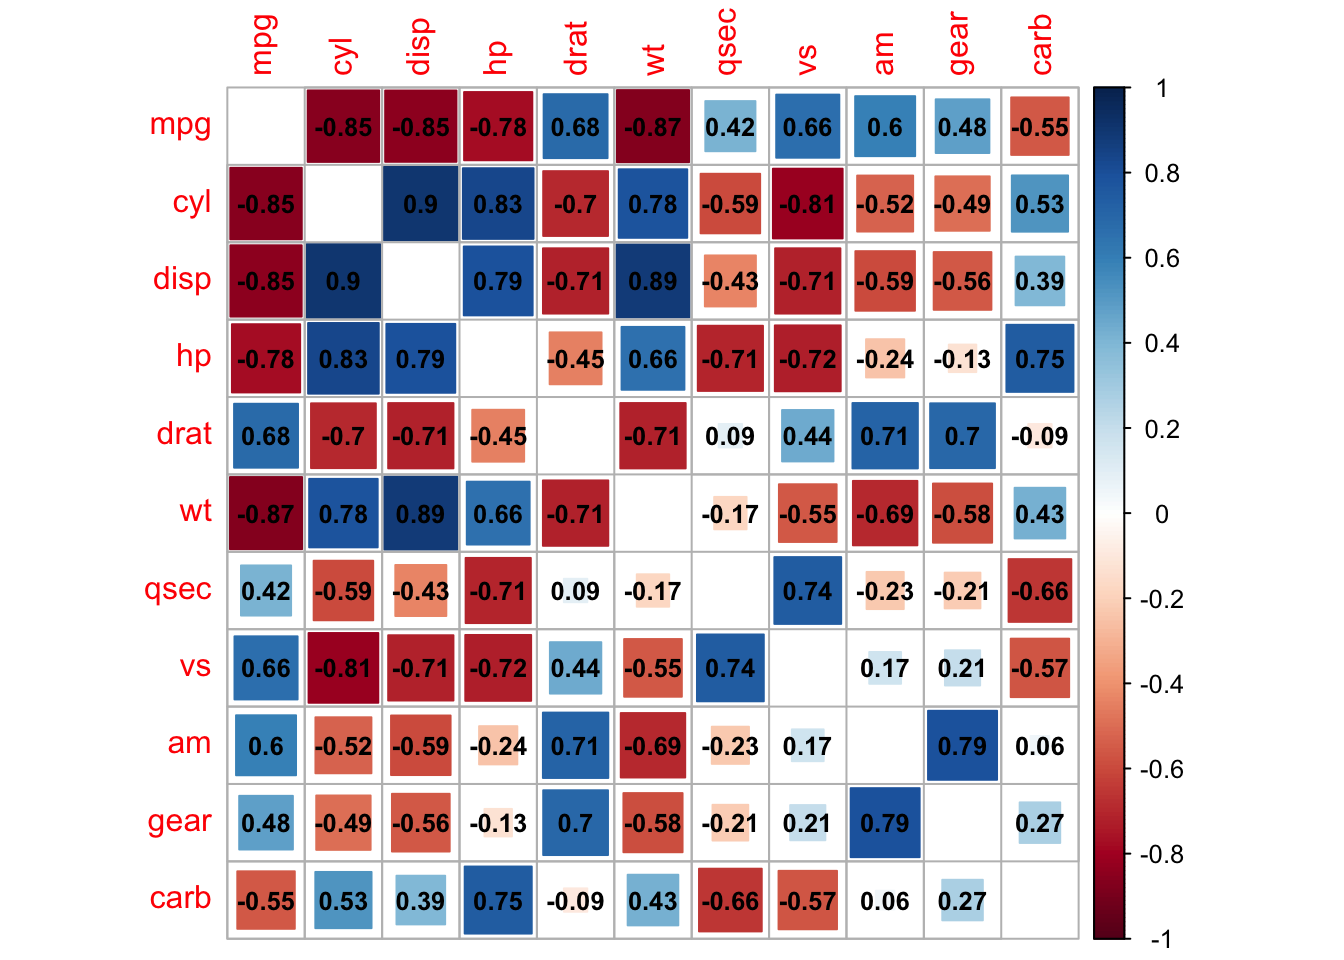 mpg cyl disp hp drat wt qsec vs am gear carb
mpg -0.85 -0.85 -0.78 0.68 -0.87 0.42 0.66 0.6 0.48 -0.55
cyl -0.85 0.9 0.83 -0.7 0.78 -0.59 -0.81 -0.52 -0.49 0.53
disp -0.85 0.9 0.79 -0.71 0.89 -0.43 -0.71 -0.59 -0.56 0.39
hp -0.78 0.83 0.79 -0.45 0.66 -0.71 -0.72 -0.24 -0.13 0.75
drat 0.68 -0.7 -0.71 -0.45 -0.71 0.09 0.44 0.71 0.7 -0.09
wt -0.87 0.78 0.89 0.66 -0.71 -0.17 -0.55 -0.69 -0.58 0.43
qsec 0.42 -0.59 -0.43 -0.71 0.09 -0.17 0.74 -0.23 -0.21 -0.66
vs 0.66 -0.81 -0.71 -0.72 0.44 -0.55 0.74 0.17 0.21 -0.57
am 0.6 -0.52 -0.59 -0.24 0.71 -0.69 -0.23 0.17 0.79 0.06
gear 0.48 -0.49 -0.56 -0.13 0.7 -0.58 -0.21 0.21 0.79 0.27
carb -0.55 0.53 0.39 0.75 -0.09 0.43 -0.66 -0.57 0.06 0.27
1
0.8
0.6
0.4
0.2
0
-0.2
-0.4
-0.6
-0.8
-1